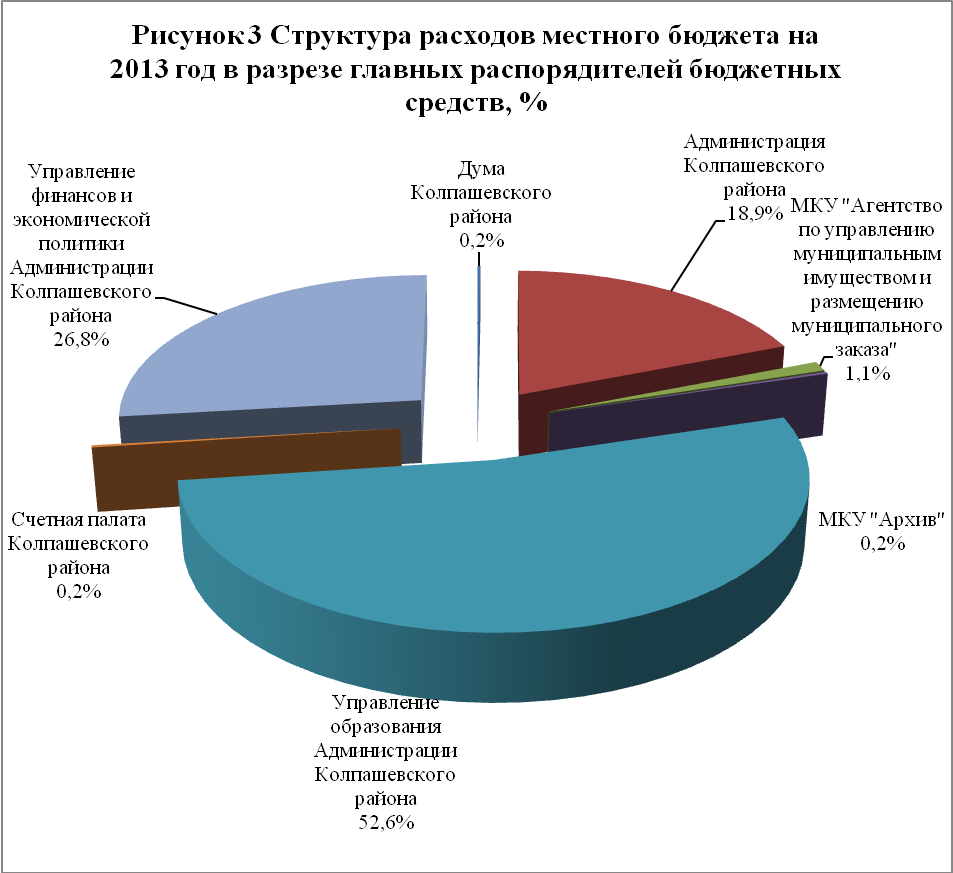 Рисунок 3 Структура расходов местного бюджета на
2013 год в разрезе главных распорядителей бюджетных
средств, %
Управление
финансов и
экономической
политики
Администрации
Колпашевского
района
26,8%
Дума
Колпашевского
района
0,2%
Администрация
Колпашевского
района
18,9%
МКУ "Агентство
по управлению
муниципальным
имуществом и
размещению
муниципального
заказа"
1,1%
МКУ "Архив"
0,2%
Счетная палата
Колпашевского
района
0,2%
Управление
образования
Администрации
Колпашевского
района
52,6%